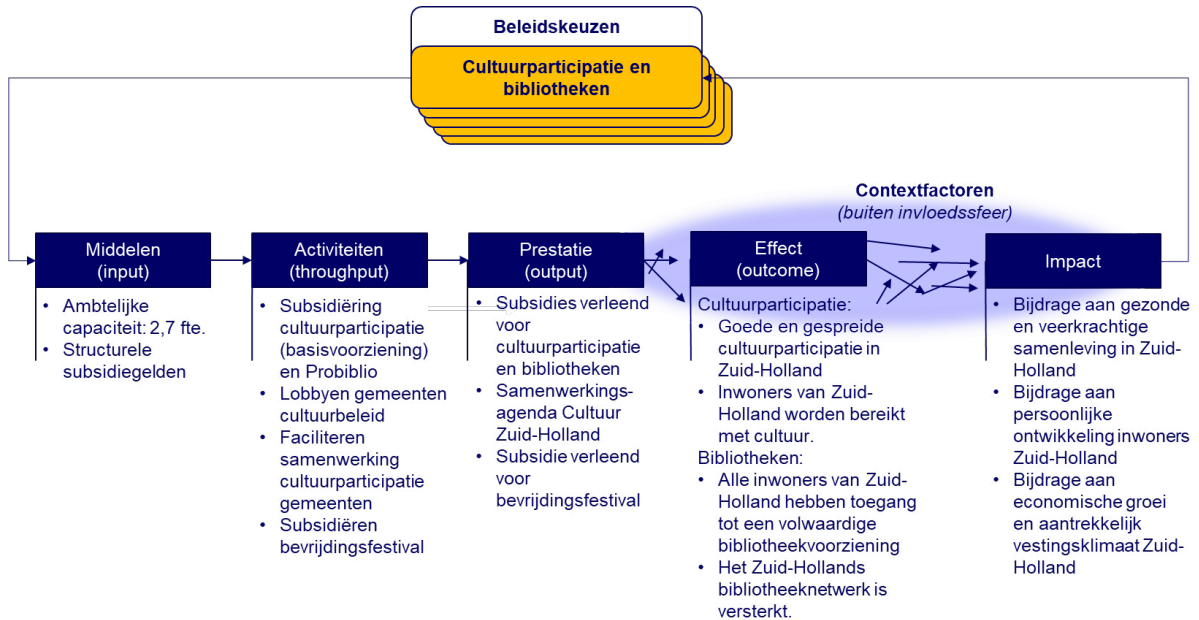 Beleidskeuzen
Cultuurparticipatie en
bibliotheken
Contextfactoren
(buiten invloedssfeer)
Middelen
(input)
• Ambtelijke
capaciteit: 2,7 fte.
• Structurele
subsidiegelden
Activiteiten
(throughput)
• Subsidiëring
cultuurparticipatie
(basisvoorziening)
en Probiblio
• Lobbyen gemeenten
cultuurbeleid
• Faciliteren
samenwerking
cultuurparticipatie
gemeenten
• Subsidiëren
bevrijdingsfestival
Prestatie
(output)
• Subsidies verleend
voor
cultuurparticipatie
en bibliotheken
• Samenwerkings-
agenda Cultuur
Zuid-Holland
• Subsidie verleend
voor
bevrijdingsfestival
Effect
(outcome)
Cultuurparticipatie:
• Goede en gespreide
cultuurparticipatie in
Zuid-Holland
• Inwoners van Zuid-
Holland worden bereikt
met cultuur.
Bibliotheken:
• Alle inwoners van Zuid-
Holland hebben toegang
tot een volwaardige
bibliotheekvoorziening
• Het Zuid-Hollands
bibliotheeknetwerk is
versterkt.
Impact
• Bijdrage aan gezonde
en veerkrachtige
samenleving in Zuid-
Holland
• Bijdrage aan
persoonlijke
ontwikkeling inwoners
Zuid-Holland
• Bijdrage aan
economische groei
en aantrekkelijk
vestingsklimaat Zuid-
Holland